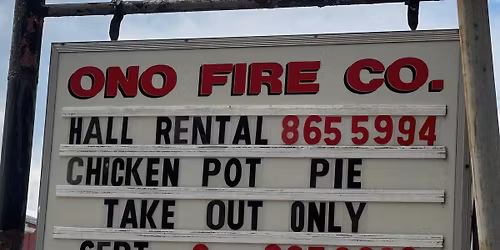 ONO FIRE CO.
HALL RENTAL 865 5994
CHICKEN POT PIE
TAKE OUT ONLY